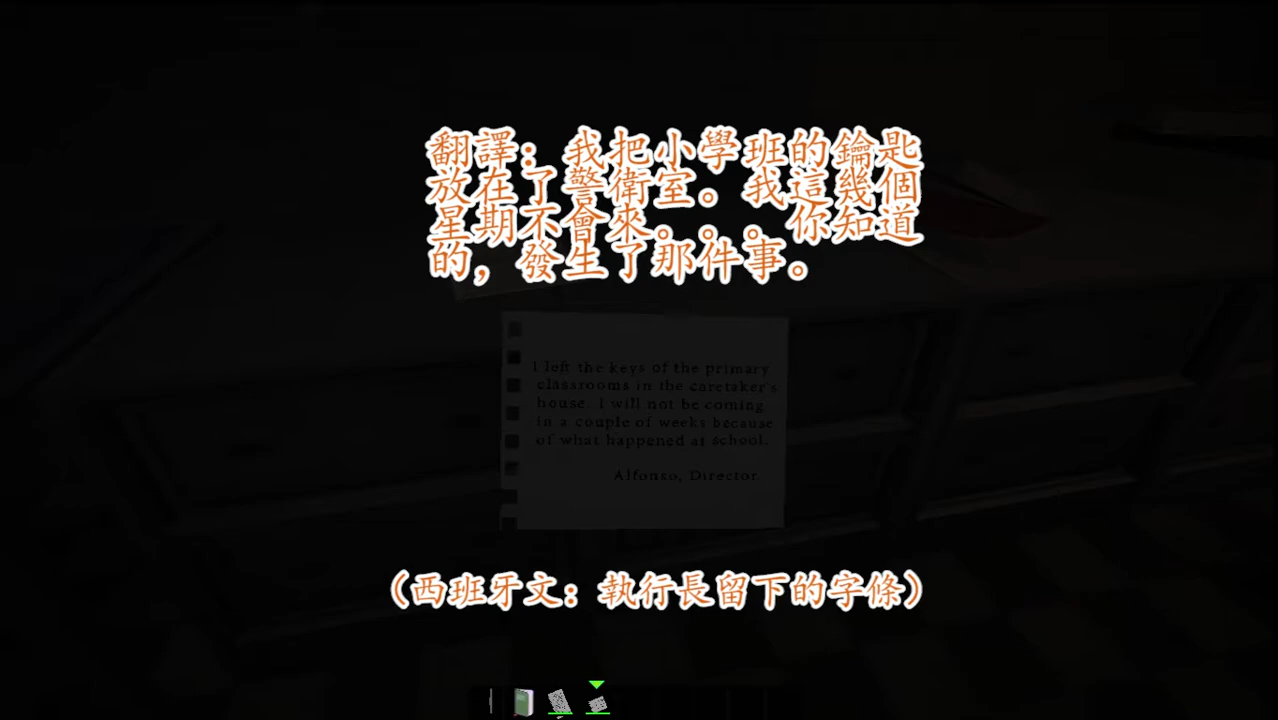 翻譯：我把小學班的鑰匙
放在了警衛室。我這幾個
星期不會來。。。你知道
的，發生了那件事。
I left the keys of the primary
classrooms in the caretaker's
house. I will not be coming
in a couple of weeks because
of what happened at school.
Alfonso, Director
（西班牙文：執行長留下的字條）